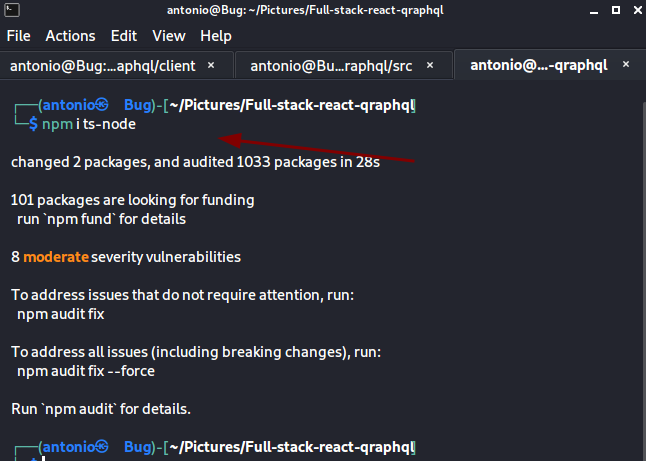 antonio@Bug: ~/Pictures/Full-stack-react-qraphql
File Actions Edit View Help
antonio@Bug:...aphql/client × antonio@Bu...raphql/src × antonio@...-qraphql ×
┌──(antonio㉿ Bug)-[~/Pictures/Full-stack-react-qraphql]
└─$ npm i ts-node
changed 2 packages, and audited 1033 packages in 28s
101 packages are looking for funding
run `npm fund` for details
8 moderate severity vulnerabilities
To address issues that do not require attention, run:
npm audit fix
To address all issues (including breaking changes), run:
npm audit fix --force
Run `npm audit` for details.
┌──(antonio㉿ Bug)-[~/Pictures/Full-stack-react-qraphql]